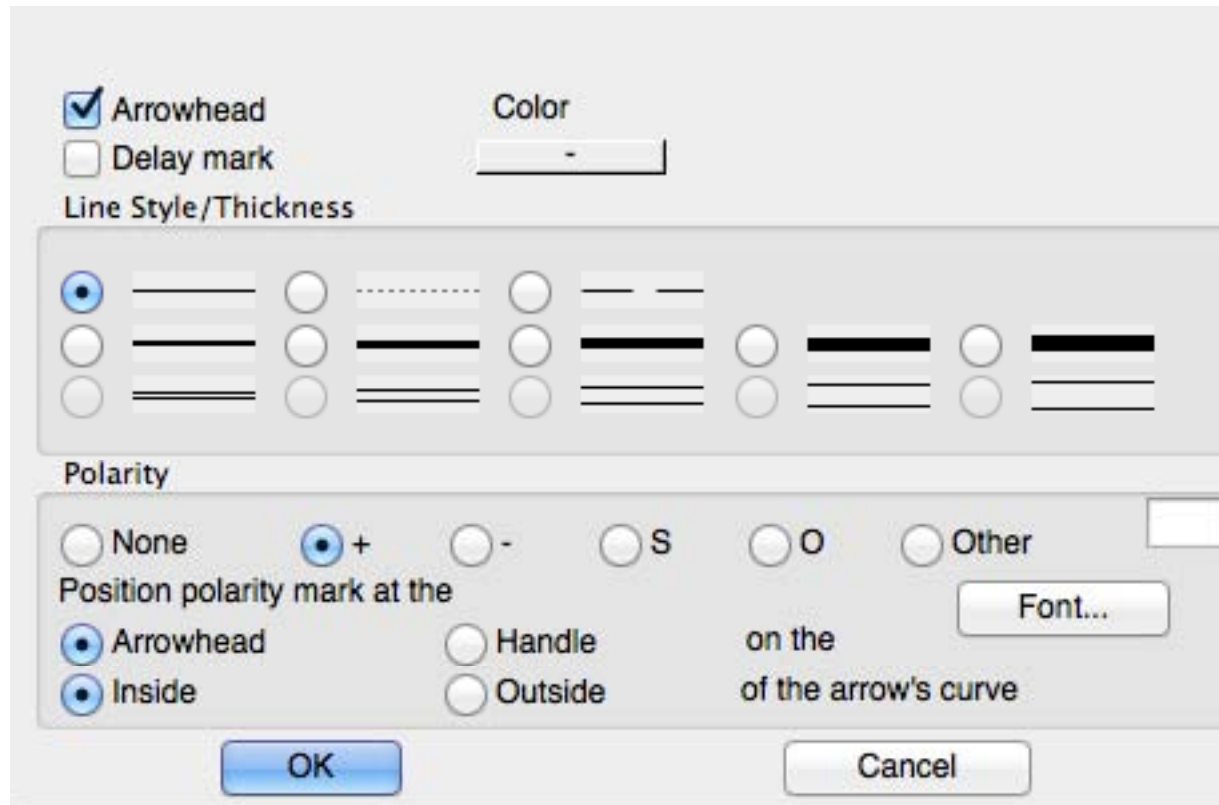 Arrowhead Color
Delay mark -
Line Style/Thickness
Polarity
None + - S O Other
Position polarity mark at the
Font...
Arrowhead Handle on the
Inside Outside of the arrow's curve
OK Cancel